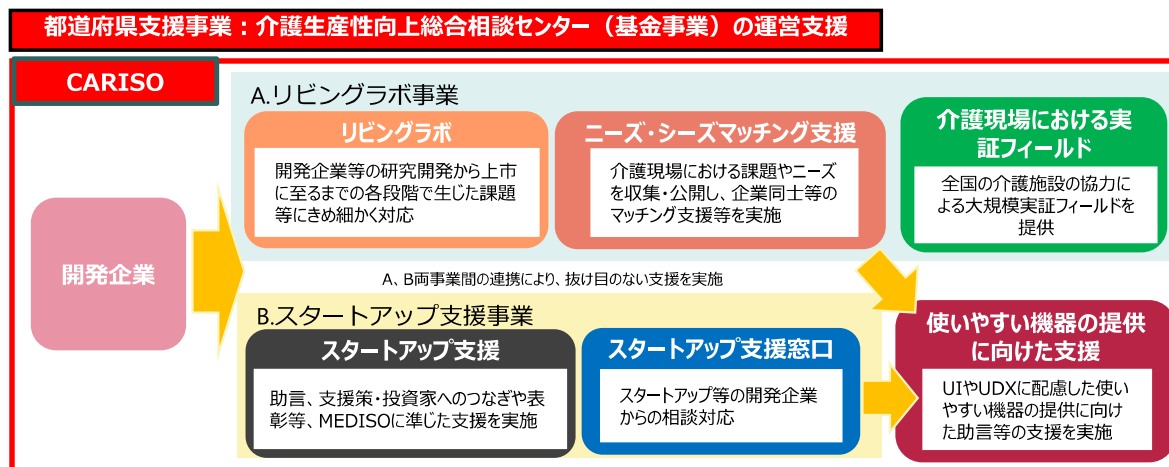 都道府県支援事業：介護生産性向上総合相談センター（基金事業）の運営支援
CARISO
開発企業
A.リビングラボ事業
リビングラボ
開発企業等の研究開発から上市
に至るまでの各段階で生じた課題
等にきめ細かく対応
ニーズ・シーズマッチング支援
介護現場における課題やニーズ
を収集・公開し、企業同士等の
マッチング支援等を実施
介護現場における実
証フィールド
全国の介護施設の協力に
よる大規模実証フィールドを
提供
A、B両事業間の連携により、抜け目のない支援を実施
B.スタートアップ支援事業
スタートアップ支援
助言、支援策・投資家へのつなぎや表
彰等、MEDISOに準じた支援を実施
スタートアップ支援窓口
スタートアップ等の開発企業
からの相談対応
使いやすい機器の提供
に向けた支援
UIやUDXに配慮した使い
やすい機器の提供に向け
た助言等の支援を実施